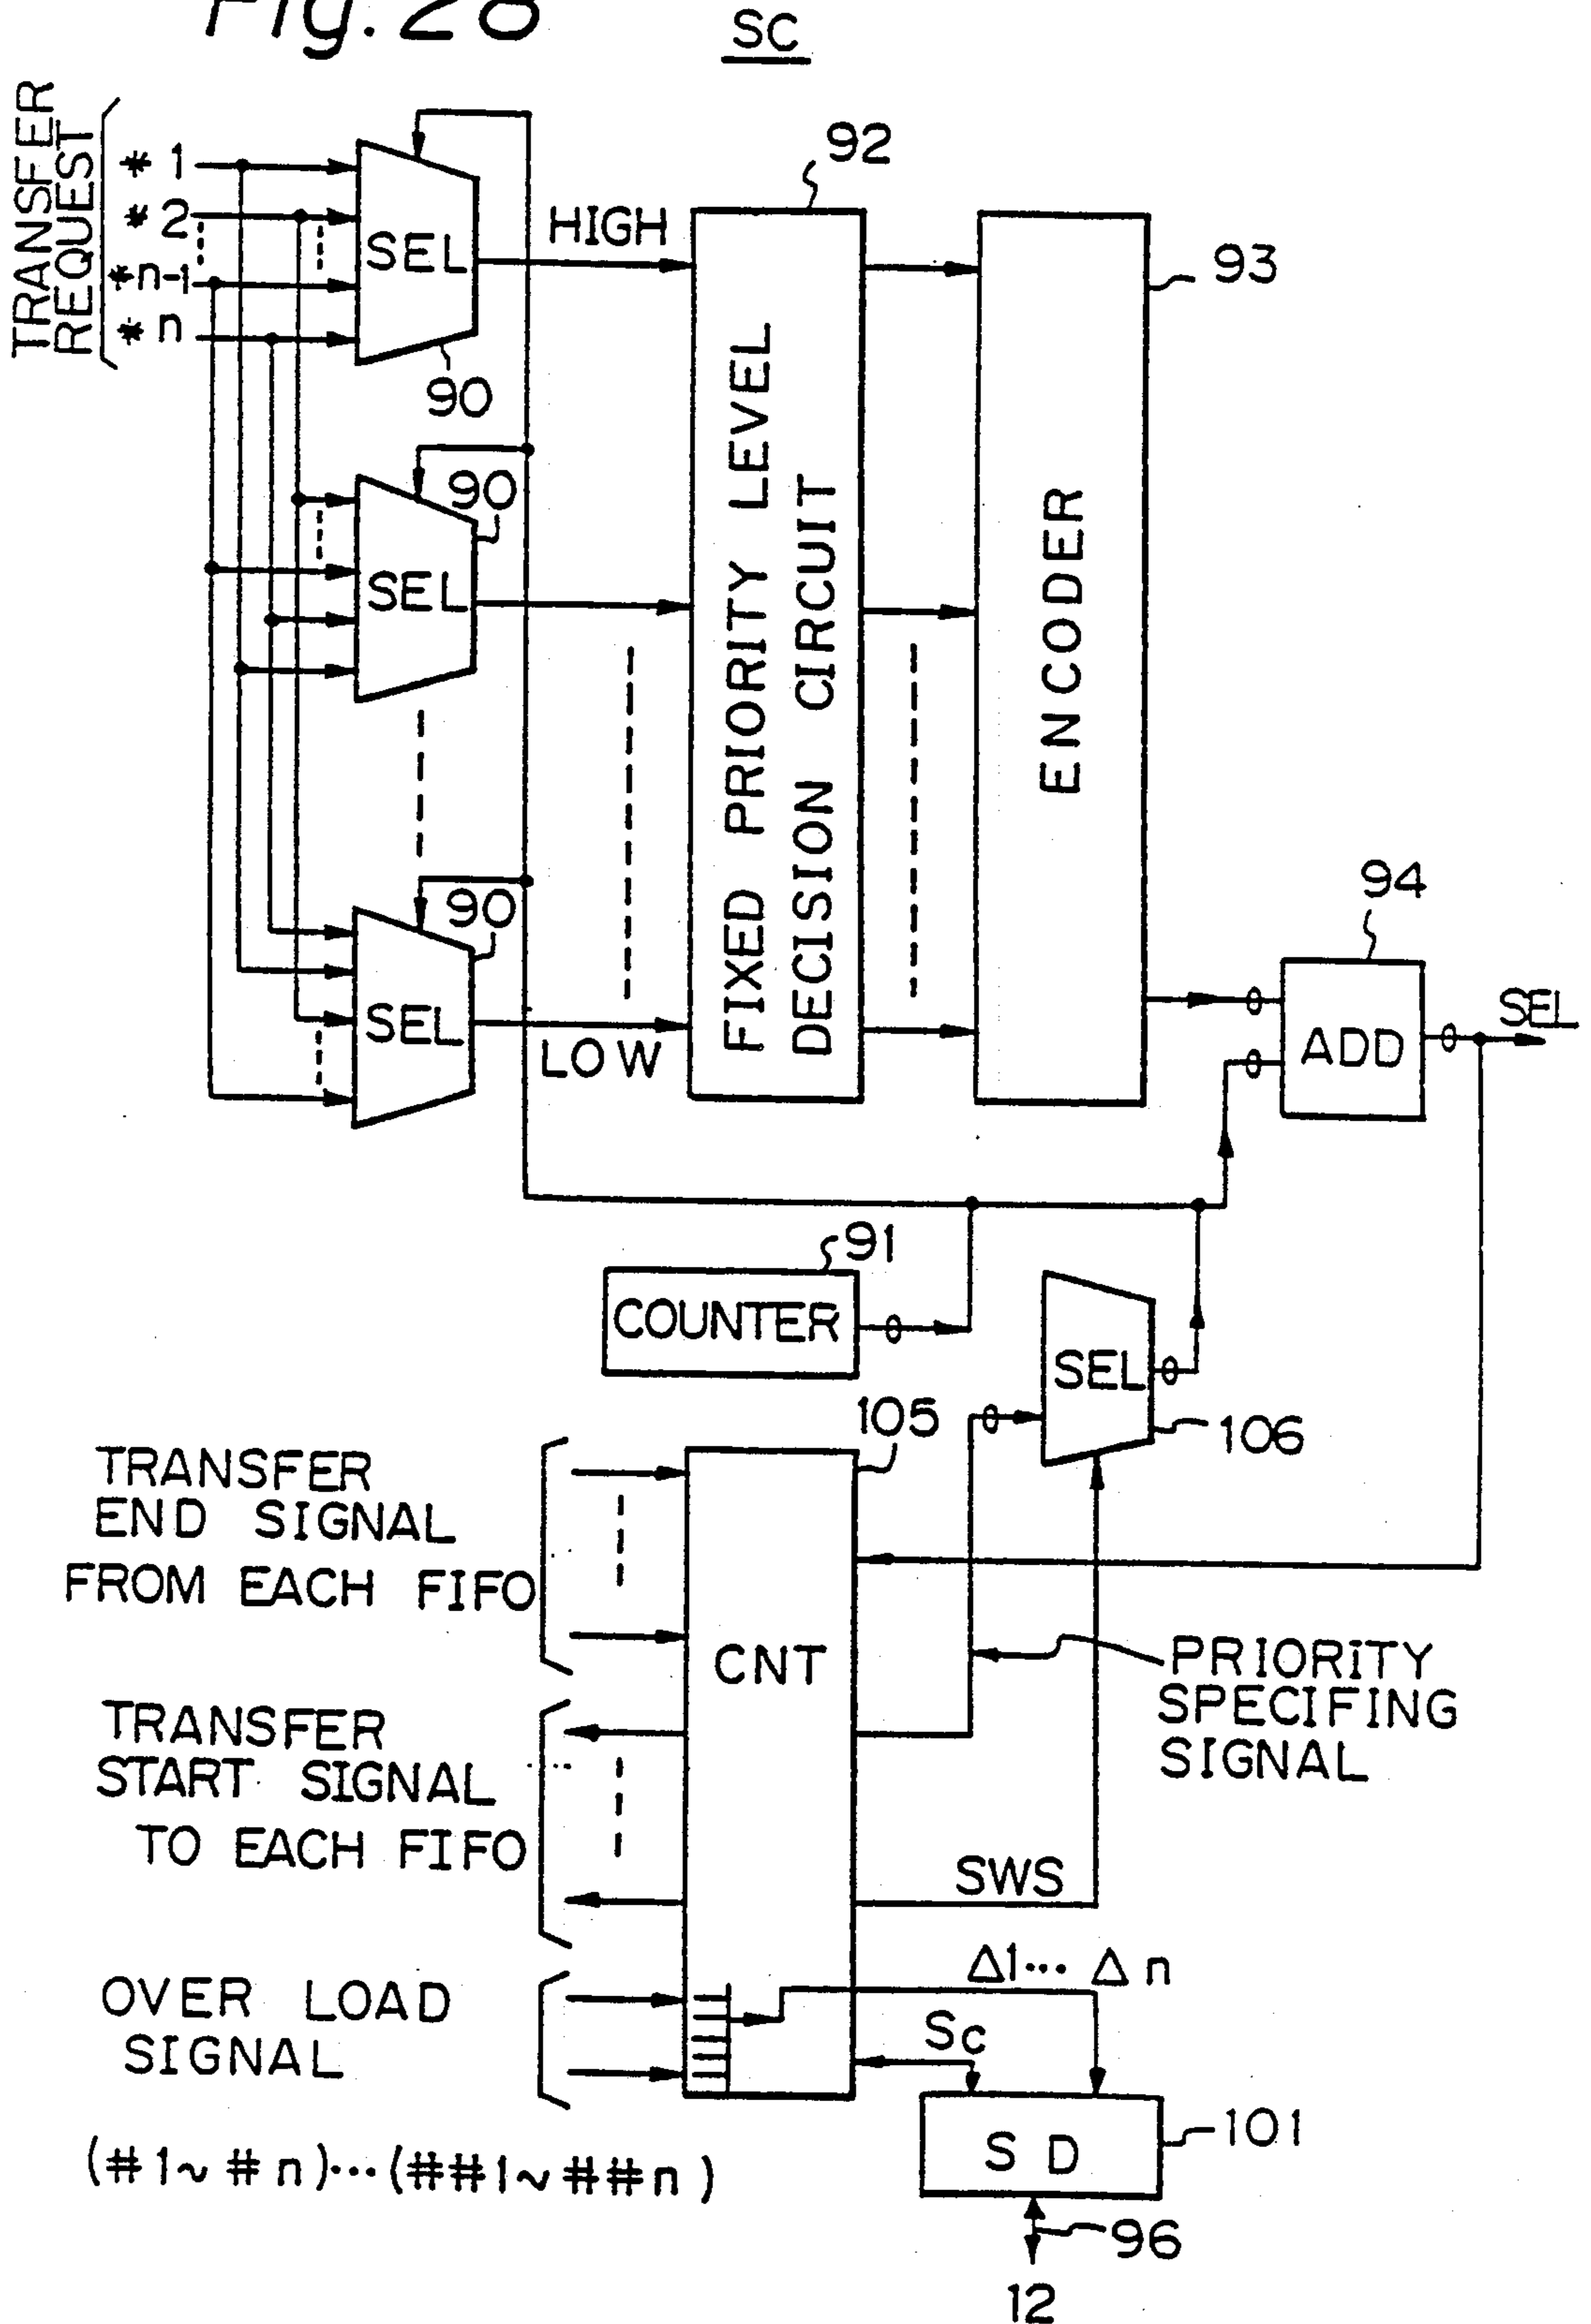 Fig. 28
SC
TRANSFER
REQUEST
* 1
* 2
* n-1
* n
SEL
90
HIGH
92
93
SEL
90
SEL
90
LOW
FIXED PRIORITY LEVEL
DECISION CIRCUIT
ENCODER
94
ADD
SEL
91
COUNTER
SEL
106
105
TRANSFER
END SIGNAL
FROM EACH FIFO
CNT
PRIORITY
SPECIFING
SIGNAL
TRANSFER
START SIGNAL
TO EACH FIFO
SWS
Δ1... Δn
OVER LOAD
SIGNAL
Sc
SD
101
(#1~ #n)...(##1~ ##n)
96
12